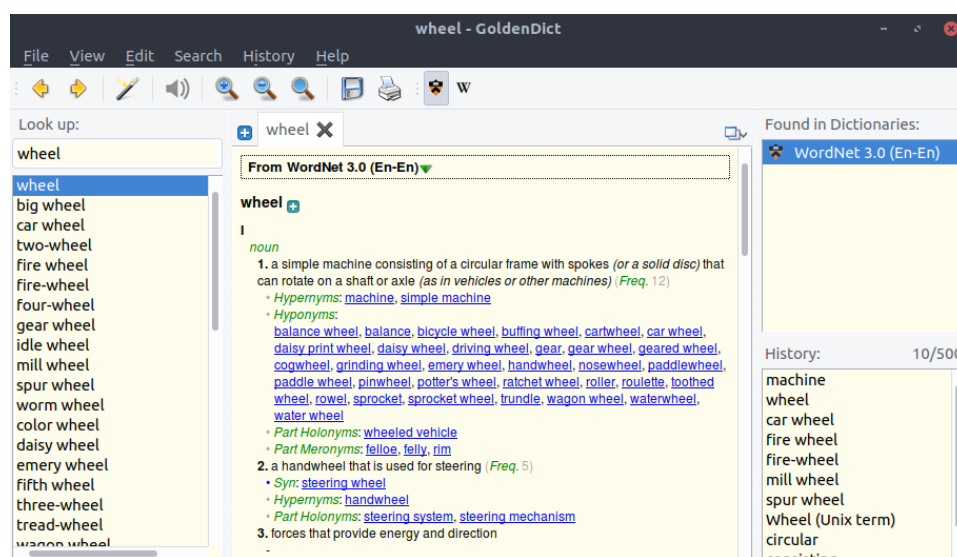 wheel - GoldenDict
File View Edit Search History Help
W
Look up:
wheel
wheel
big wheel
car wheel
two-wheel
fire wheel
fire-wheel
four-wheel
gear wheel
idle wheel
mill wheel
spur wheel
worm wheel
color wheel
daisy wheel
emery wheel
fifth wheel
three-wheel
tread-wheel
wagon wheel
wheel
From WordNet 3.0 (En-En)
wheel
I
noun
1. a simple machine consisting of a circular frame with spokes (or a solid disc) that
can rotate on a shaft or axle (as in vehicles or other machines) (Freq. 12)
• Hypernyms: machine, simple machine
• Hyponyms:
balance wheel, balance, bicycle wheel, buffing wheel, cartwheel, car wheel,
daisy print wheel, daisy wheel, driving wheel, gear, gear wheel, geared wheel,
cogwheel, grinding wheel, emery wheel, handwheel, nosewheel, paddlewheel,
paddle wheel, pinwheel, potter's wheel, ratchet wheel, roller, roulette, toothed
wheel, rowel, sprocket, sprocket wheel, trundle, wagon wheel, waterwheel,
water wheel
• Part Holonyms: wheeled vehicle
• Part Meronyms: felloe, felly, rim
2. a handwheel that is used for steering (Freq. 5)
• Syn: steering wheel
• Hypernyms: handwheel
• Part Holonyms: steering system, steering mechanism
3. forces that provide energy and direction
-
Found in Dictionaries:
WordNet 3.0 (En-En)
History: 10/500
machine
wheel
car wheel
fire wheel
fire-wheel
mill wheel
spur wheel
Wheel (Unix term)
circular